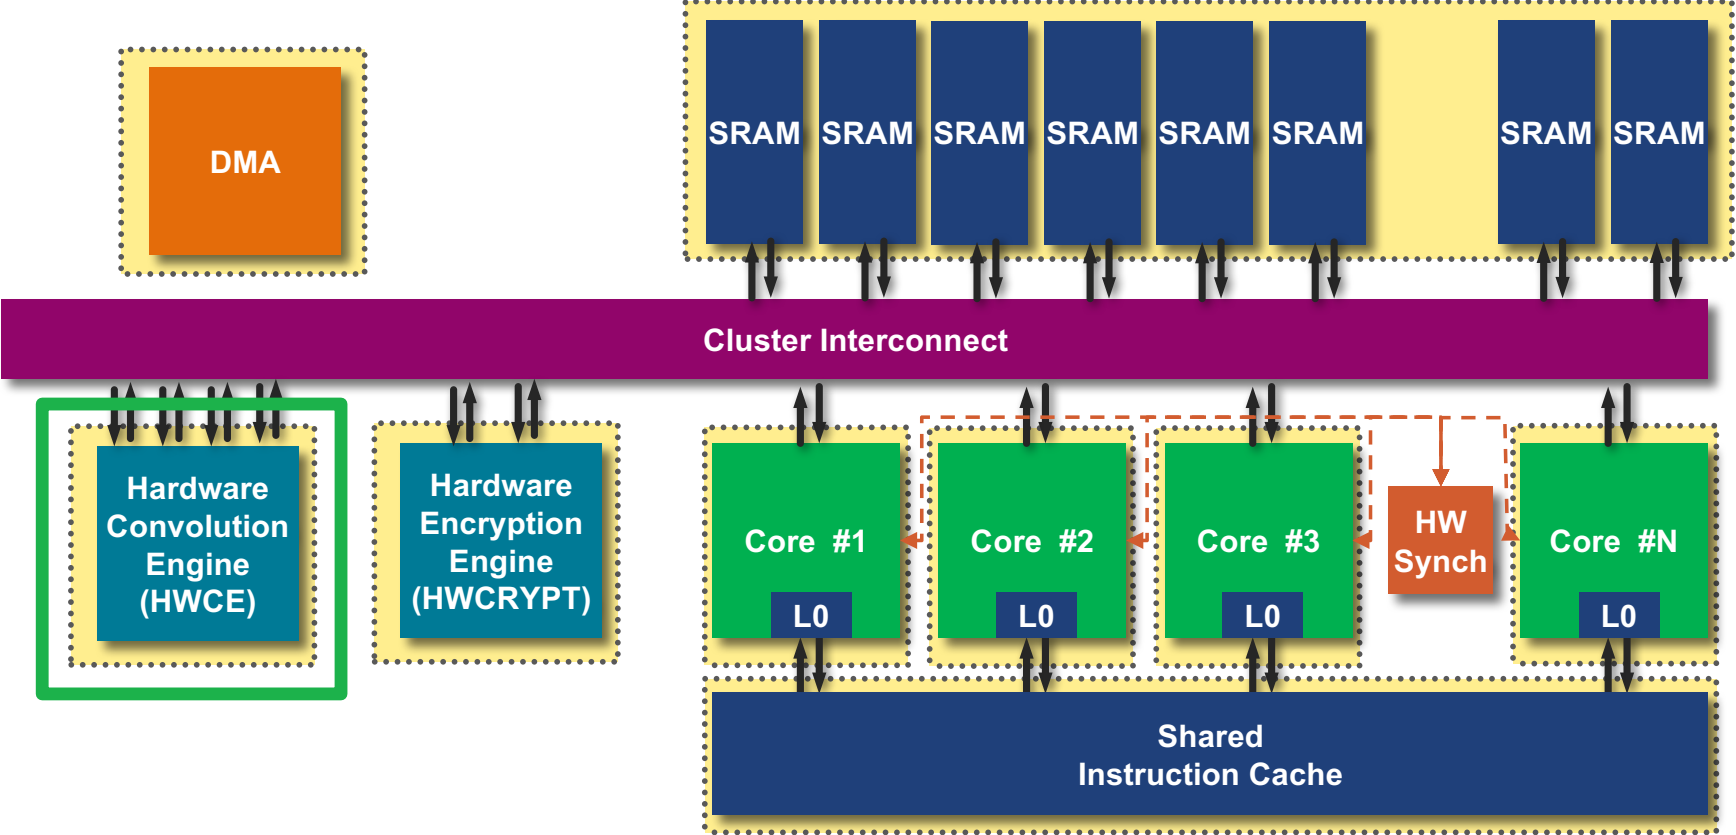 DMA
SRAM
SRAM
SRAM
SRAM
SRAM
SRAM
SRAM
SRAM
Cluster Interconnect
Hardware
Convolution
Engine
(HWCE)
Hardware
Encryption
Engine
(HWCRYPT)
Core #1
L0
Core #2
L0
Core #3
L0
HW
Synch
Core #N
L0
Shared
Instruction Cache